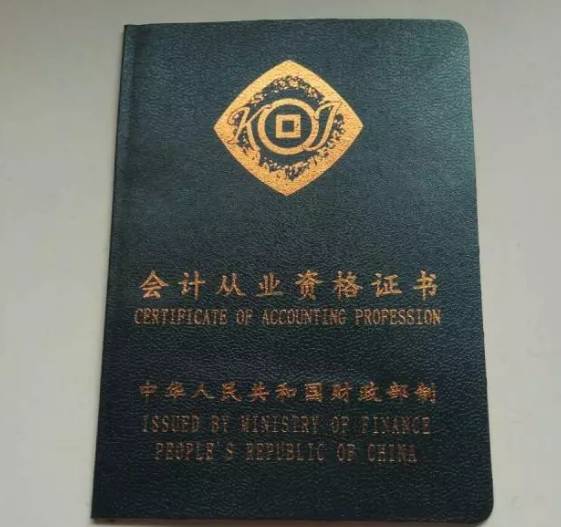 KJ
会计从业资格证书
CERTIFICATE OF ACCOUNTING PROFESSION
中华人民共和国财政部制
ISSUED BY MINISTRY OF FINANCE
PEOPLE'S REPUBLIC OF CHINA